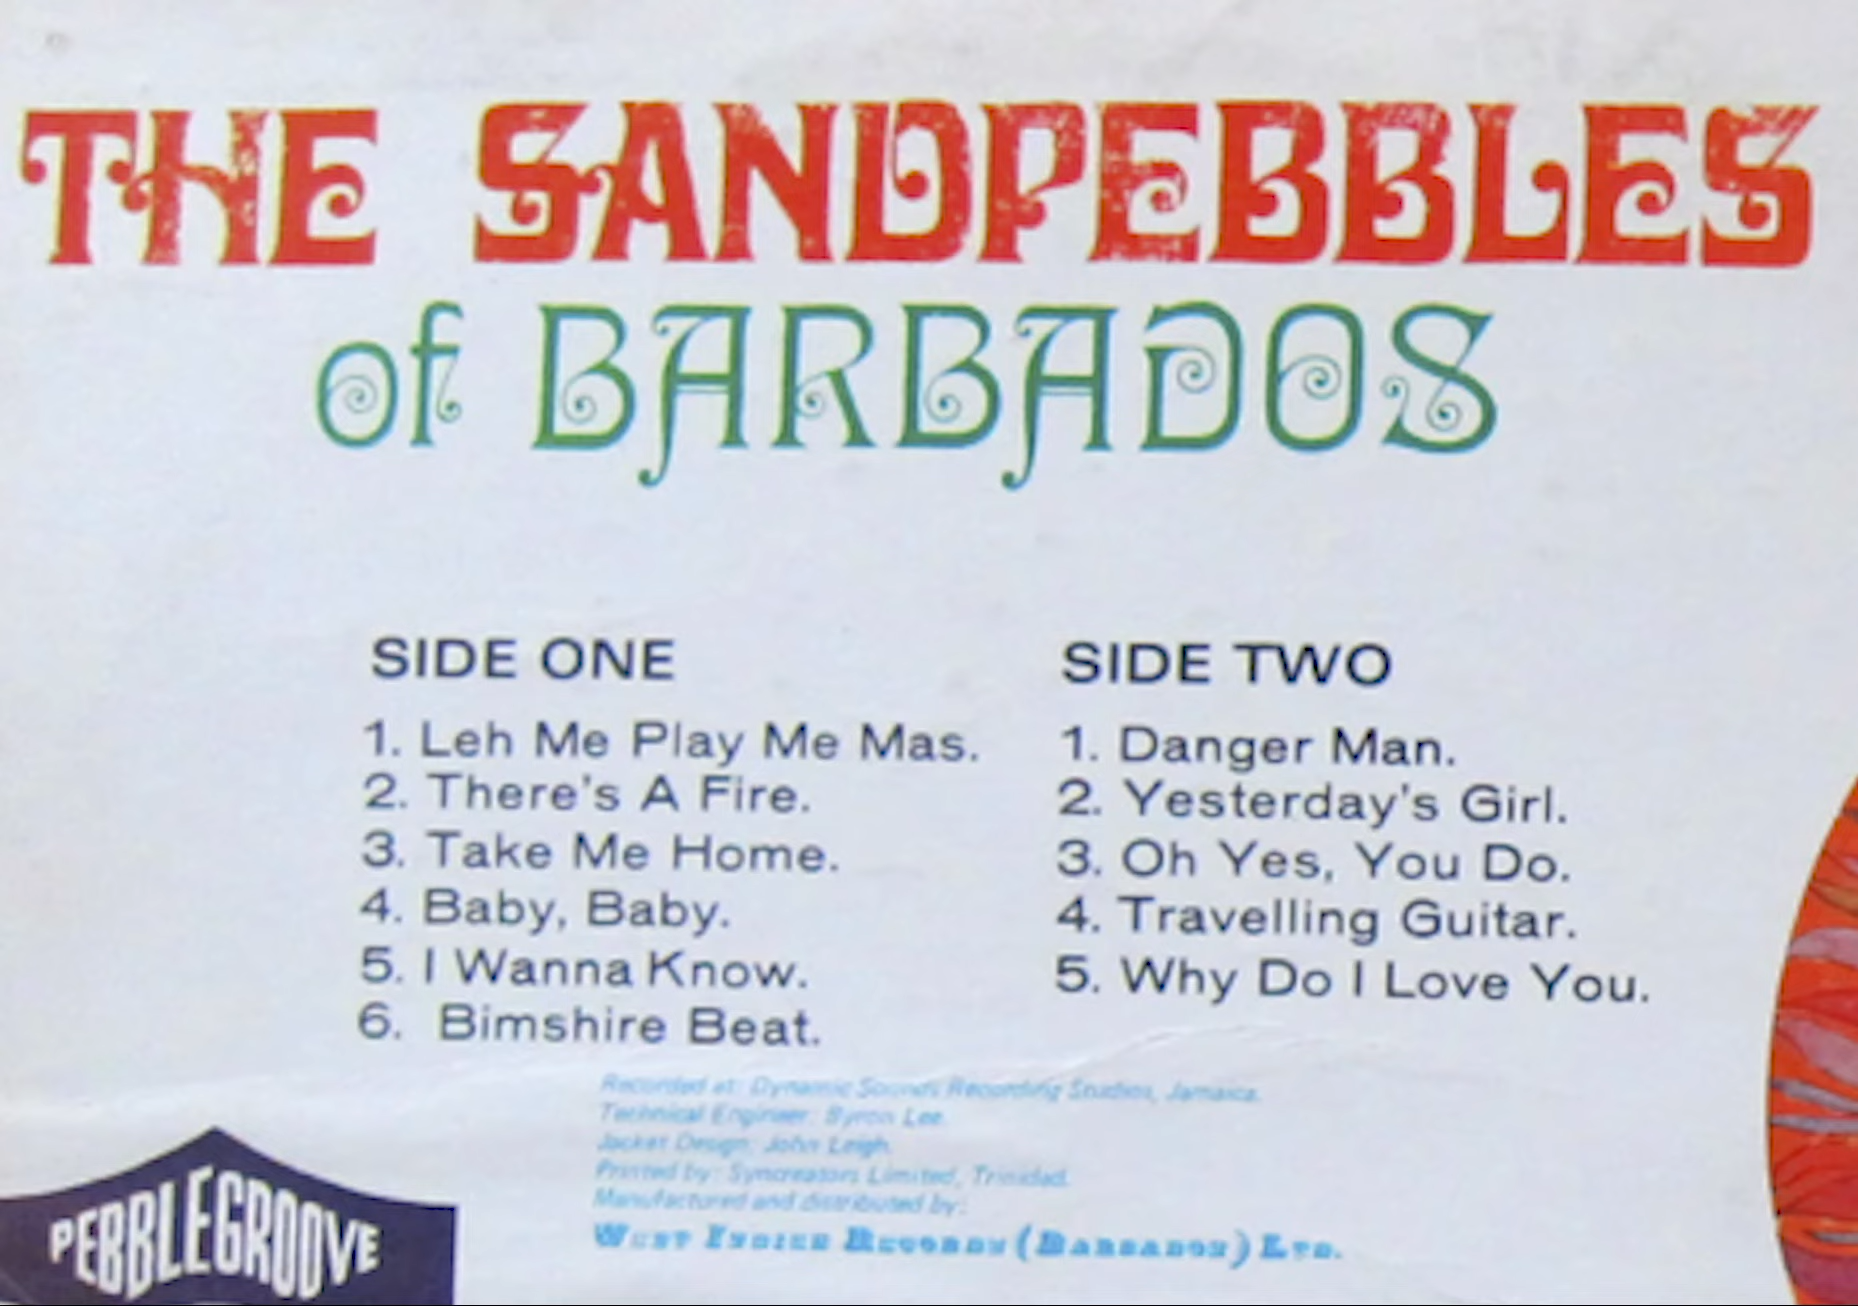 THE SANDPEBBLES
of BARBADOS
SIDE ONE
1. Leh Me Play Me Mas.
2. There's A Fire.
3. Take Me Home.
4. Baby, Baby.
5. I Wanna Know.
6. Bimshire Beat.
SIDE TWO
1. Danger Man.
2. Yesterday's Girl.
3. Oh Yes, You Do.
4. Travelling Guitar.
5. Why Do I Love You.
Recorded at: Dynamic Sounds Recording Studios, Jamaica.
Technical Engineer: Byron Lee.
Jacket Design: John Leigh.
Printed by: Syncreators Limited, Trinidad.
Manufactured and distributed by:
WEST INDIES RECORDS (BARBADOS) LTD.
PEBBLEGROOVE